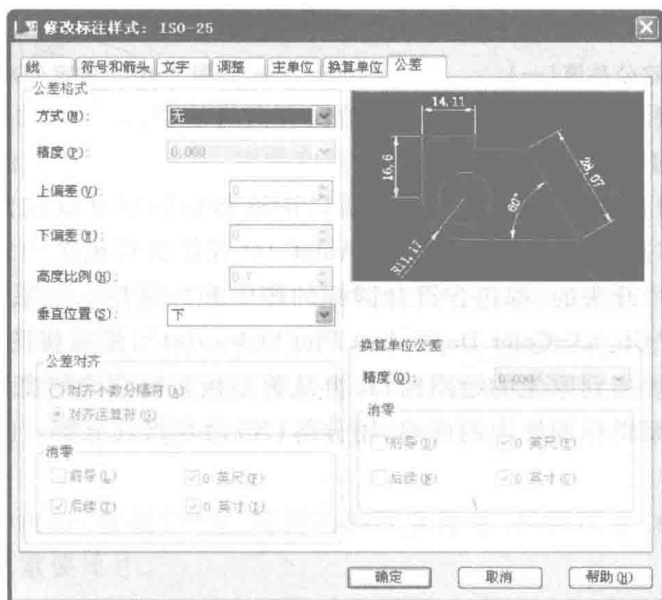 修改标注样式: ISO-25
线 符号和箭头 文字 调整 主单位 换算单位 公差
公差格式
方式(M): 无
精度(P): 0.000
上偏差(V): 0
下偏差(W): 0
高度比例(H): 0.7
垂直位置(S): 下
公差对齐
对齐小数分隔符(A)
对齐运算符(G)
消零
前导(L) 0 英尺(F)
后续(T) 0 英寸(I)
14,11
16,6
28,07
60°
R11,17
换算单位公差
精度(O): 0.000
消零
前导(D) 0 英尺(E)
后续(N) 0 英寸(C)
确定 取消 帮助(H)